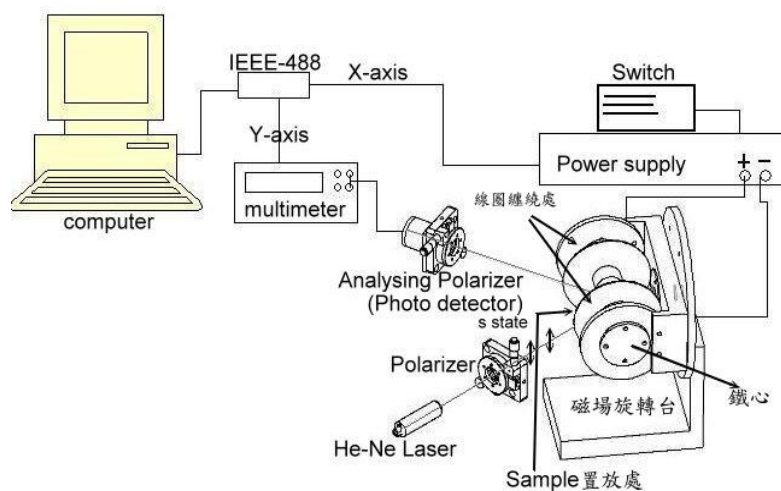 IEEE-488
X-axis
Switch
Y-axis
Power supply
+ −
computer
multimeter
線圈纏繞處
Analysing Polarizer
(Photo detector)
s state
Polarizer
磁場旋轉台
鐵心
He-Ne Laser
Sample置放處